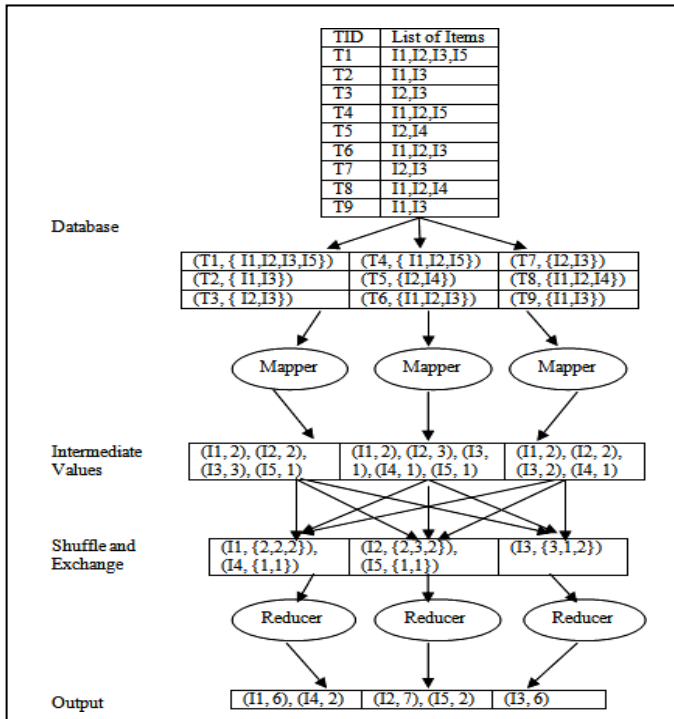 TID List of Items
T1 I1,I2,I3,I5
T2 I1,I3
T3 I2,I3
T4 I1,I2,I5
T5 I2,I4
T6 I1,I2,I3
T7 I2,I3
T8 I1,I2,I4
T9 I1,I3
Database
(T1, { I1,I2,I3,I5}) (T4, { I1,I2,I5}) (T7, {I2,I3})
(T2, { I1,I3}) (T5, {I2,I4}) (T8, {I1,I2,I4})
(T3, { I2,I3}) (T6, {I1,I2,I3}) (T9, {I1,I3})
Mapper Mapper Mapper
Intermediate Values
(I1, 2), (I2, 2), (I1, 2), (I2, 3), (I3, (I1, 2), (I2, 2),
(I3, 3), (I5, 1) 1),(I4, 1), (I5, 1) (I3, 2), (I4, 1)
Shuffle and Exchange
(I1, {2,2,2}), (I2, {2,3,2}), (I3, {3,1,2})
(I4, {1,1}) (I5, {1,1})
Reducer Reducer Reducer
Output (I1, 6), (I4, 2) (I2, 7), (I5, 2) (I3, 6)